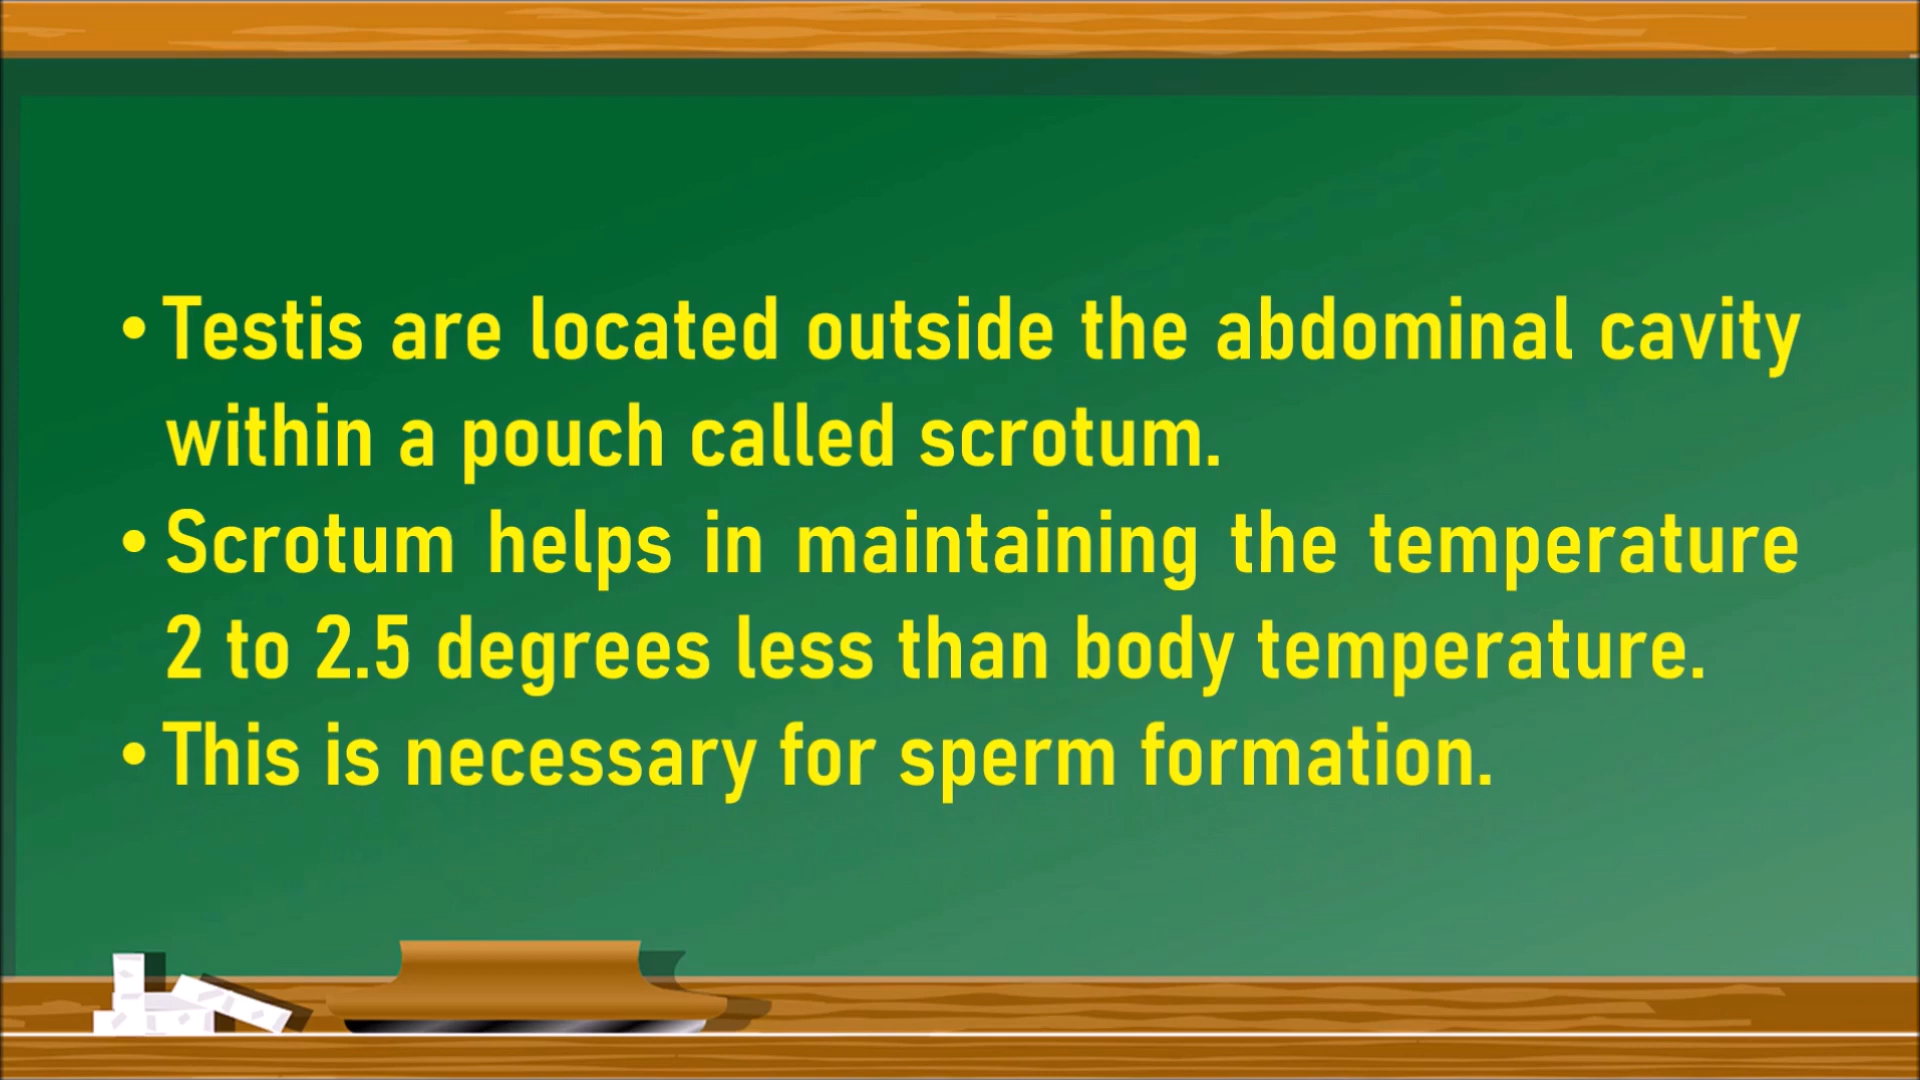 • Testis are located outside the abdominal cavity
within a pouch called scrotum.
• Scrotum helps in maintaining the temperature
2 to 2.5 degrees less than body temperature.
• This is necessary for sperm formation.